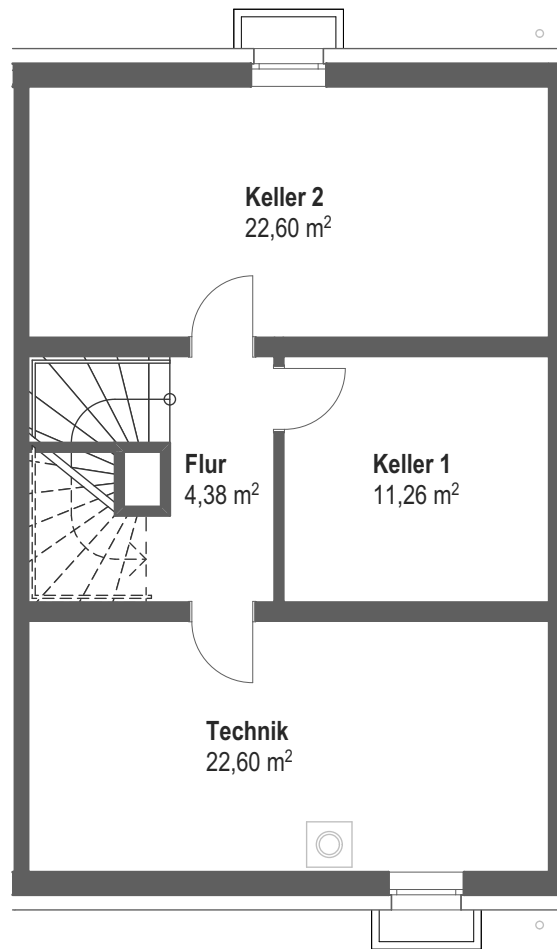 Keller 2
22,60 m²
Flur
4,38 m²
Keller 1
11,26 m²
Technik
22,60 m²